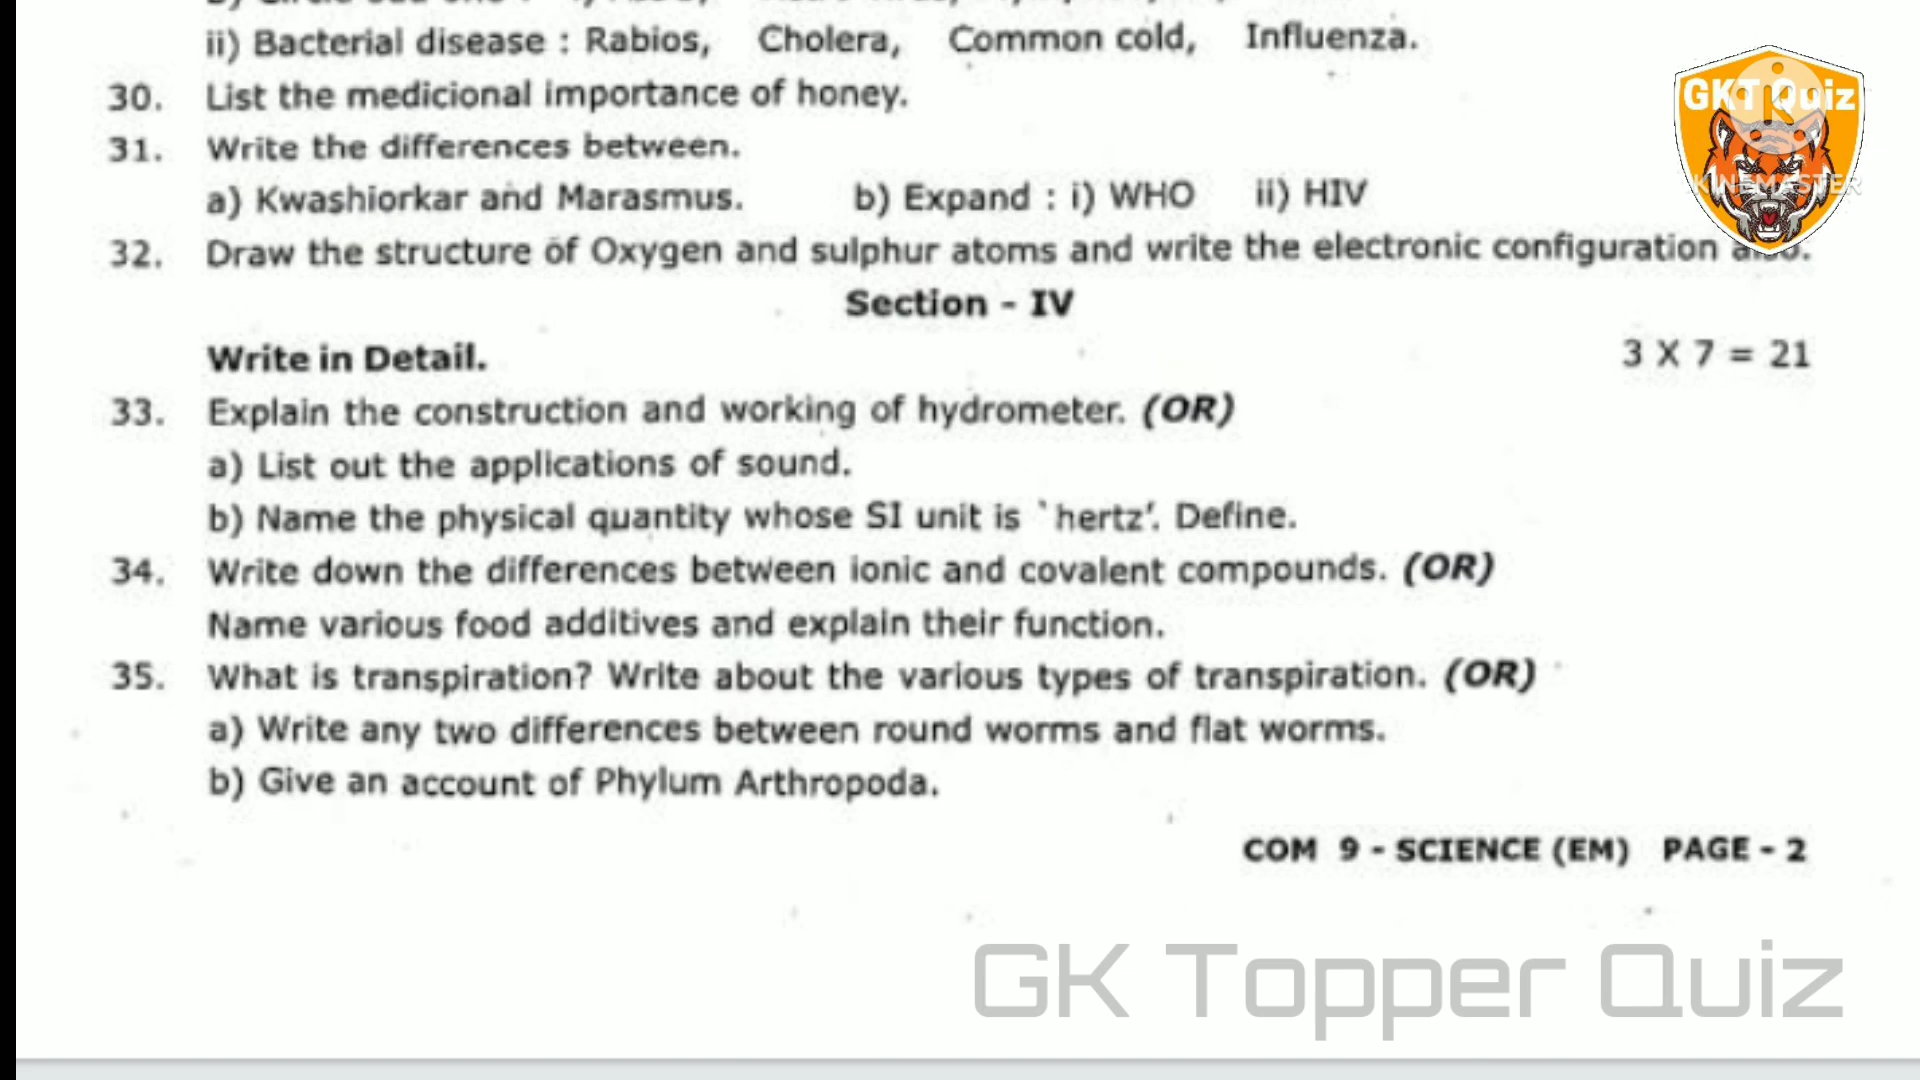 ii) Bacterial disease : Rabios, Cholera, Common cold, Influenza.
30. List the medicional importance of honey.
31. Write the differences between.
a) Kwashiorkar and Marasmus. b) Expand : i) WHO ii) HIV
32. Draw the structure of Oxygen and sulphur atoms and write the electronic configuration also.
Section - IV
Write in Detail. 3 X 7 = 21
33. Explain the construction and working of hydrometer. (OR)
a) List out the applications of sound.
b) Name the physical quantity whose SI unit is `hertz'. Define.
34. Write down the differences between ionic and covalent compounds. (OR)
Name various food additives and explain their function.
35. What is transpiration? Write about the various types of transpiration. (OR)
a) Write any two differences between round worms and flat worms.
b) Give an account of Phylum Arthropoda.
COM 9 - SCIENCE (EM) PAGE - 2
GKT Quiz
KINEMASTER
GK Topper Quiz